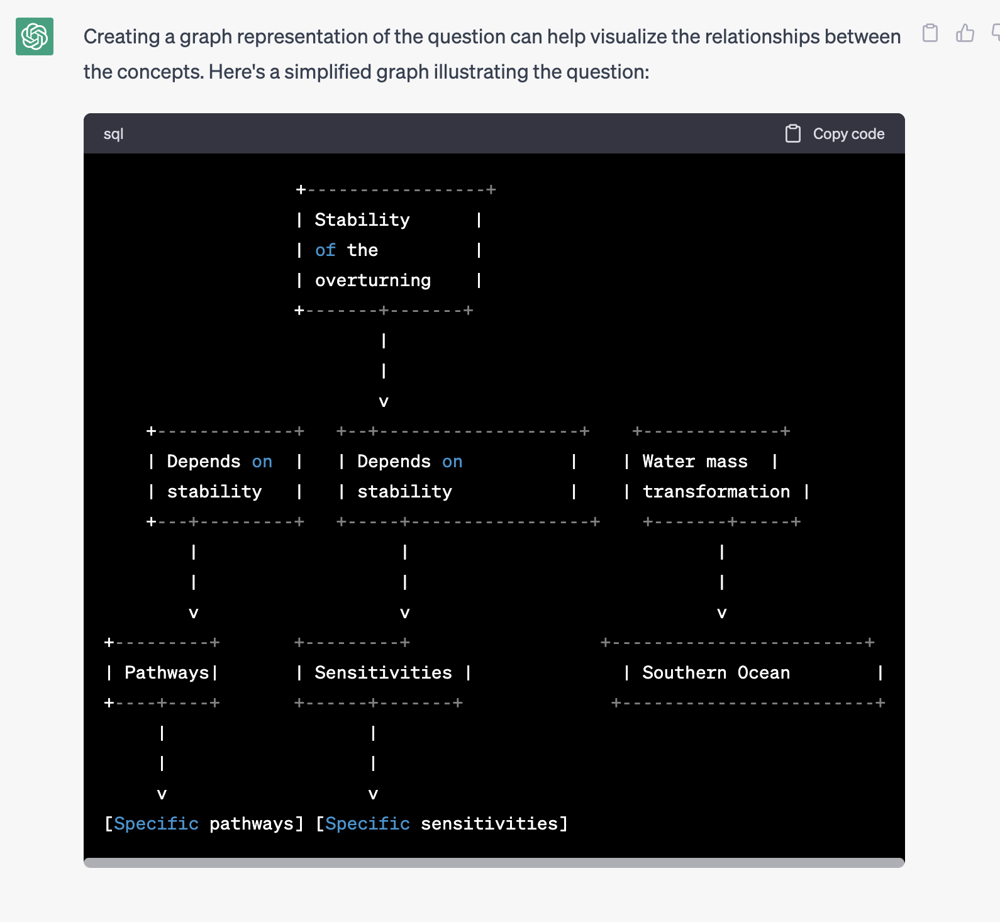 Creating a graph representation of the question can help visualize the relationships between
the concepts. Here's a simplified graph illustrating the question:
sql Copy code
+-----------------+
| Stability      |
| of the         |
| overturning    |
+-------+-------+
|
|
v
+-------------+   +--+-------------------+    +-------------+
| Depends on  |   | Depends on          |    | Water mass  |
| stability   |   | stability           |    | transformation |
+---+---------+   +-----+-----------------+    +-------+-----+
|                   |                             |
|                   |                             |
v                   v                             v
+---------+       +---------+                  +------------------------+
| Pathways|       | Sensitivities |              | Southern Ocean        |
+----+----+       +------+-------+              +------------------------+
|                   |
|                   |
v                   v
[Specific pathways] [Specific sensitivities]